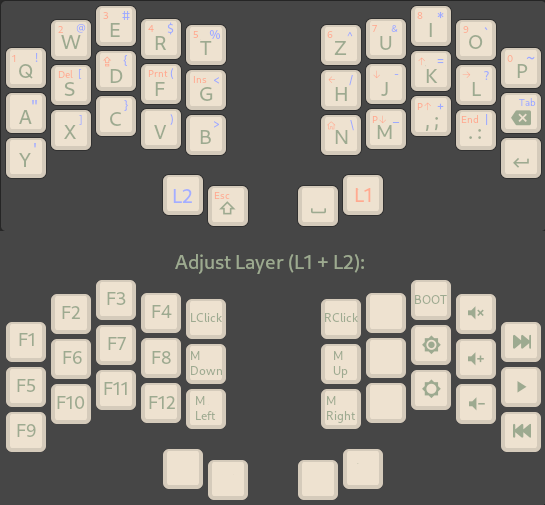 1 ! Q
2 @ W
3 # E
4 $ R
5 % T
6 ^ Z
7 & U
8 * I
9 ` O
0 ~ P
" A
Del [ S
⇪ { D
Prnt ( F
Ins < G
← / H
↓ - J
↑ = K
→ ? L
Tab ⌫
' Y
] X
} C
) V
> B
⌂ \ N
P↓ _ M
P↑ + , ;
End | . :
↵
L2
Esc ⇧
␣
L1
Adjust Layer (L1 + L2):
F1
F2
F3
F4
LClick
RClick
BOOT
F5
F6
F7
F8
M
Down
M
Up
F9
F10
F11
F12
M
Left
M
Right